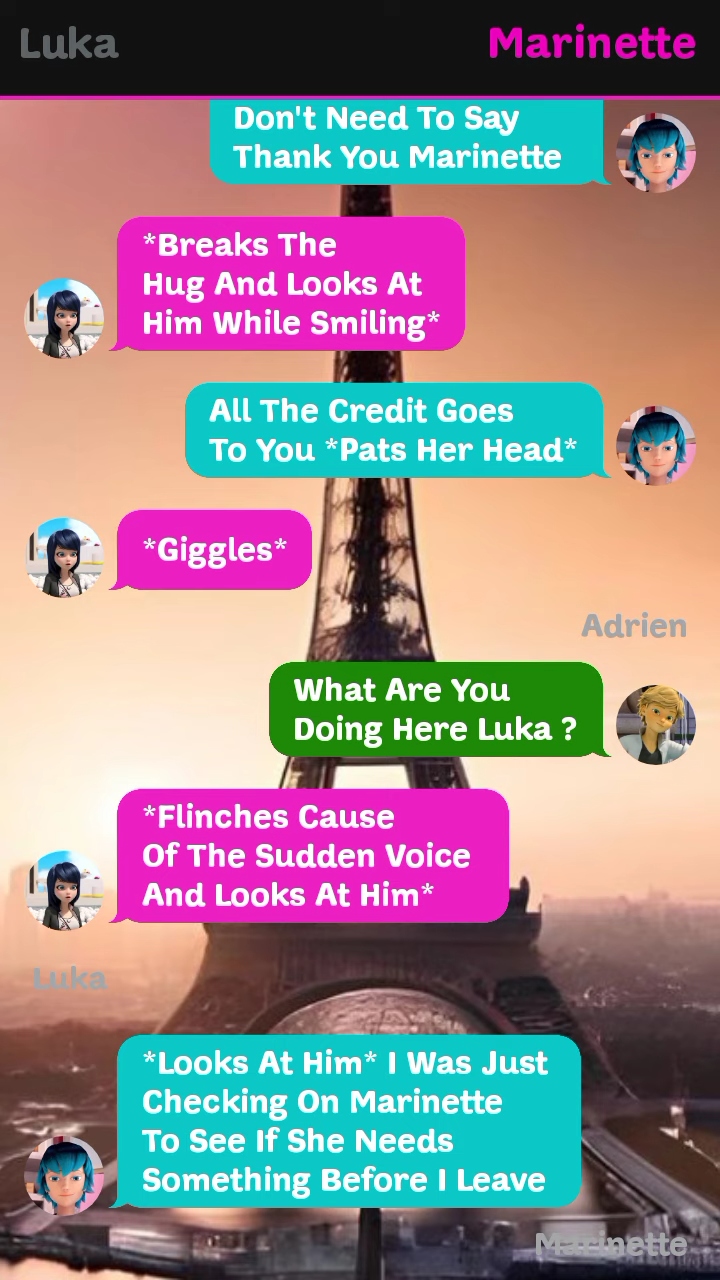 Luka
Marinette
Don't Need To Say
Thank You Marinette
*Breaks The
Hug And Looks At
Him While Smiling*
All The Credit Goes
To You *Pats Her Head*
*Giggles*
Adrien
What Are You
Doing Here Luka ?
*Flinches Cause
Of The Sudden Voice
And Looks At Him*
Luka
*Looks At Him* I Was Just
Checking On Marinette
To See If She Needs
Something Before I Leave
Marinette